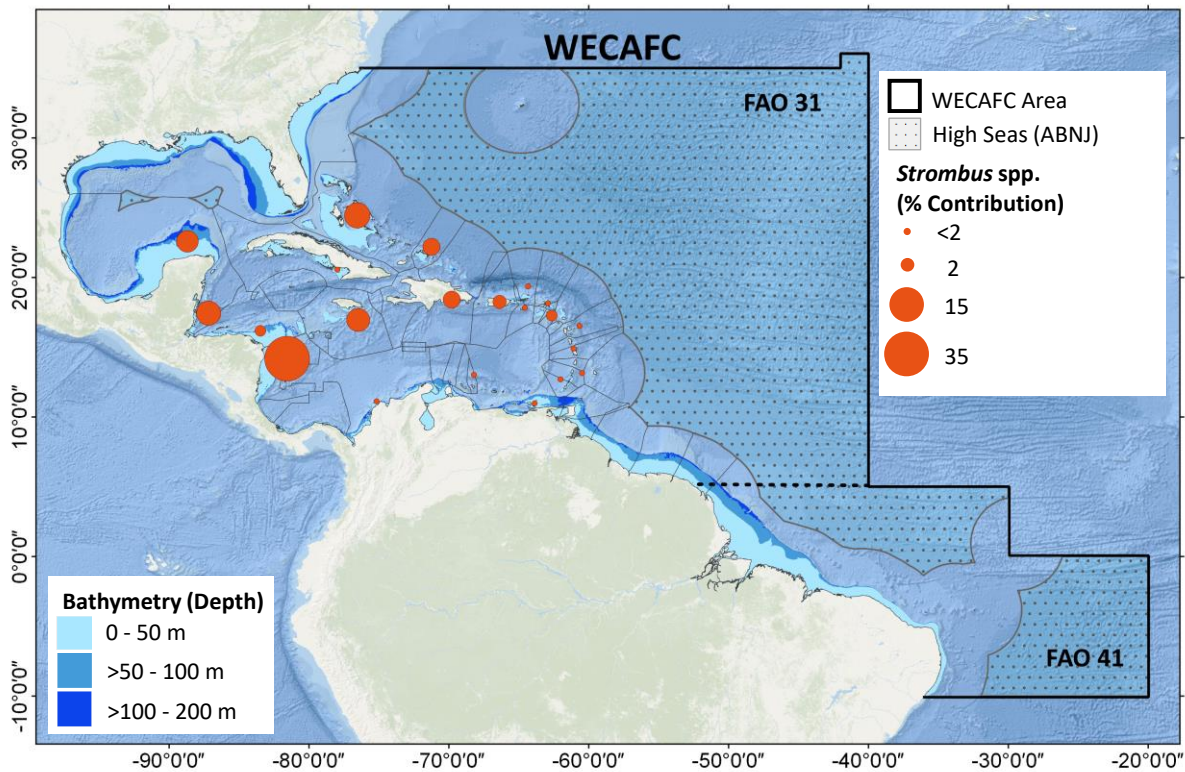 WECAFC
FAO 31
WECAFC Area
High Seas (ABNJ)
Strombus spp.
(% Contribution)
<2
2
15
35
30°0'0"
20°0'0"
10°0'0"
0°0'0"
-10°0'0"
Bathymetry (Depth)
0 - 50 m
>50 - 100 m
>100 - 200 m
FAO 41
-90°0'0"
-80°0'0"
-70°0'0"
-60°0'0"
-50°0'0"
-40°0'0"
-30°0'0"
-20°0'0"